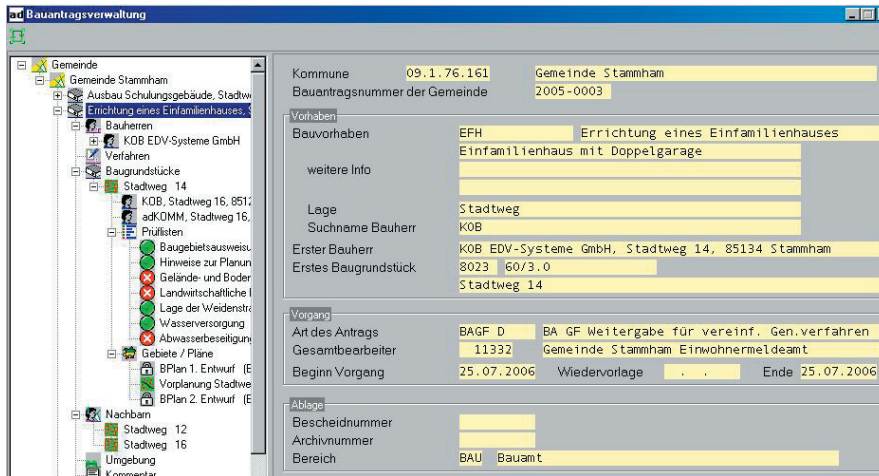 ad Bauantragsverwaltung
Gemeinde
Gemeinde Stammham
Ausbau Schulungsgebäude, Stadtw
Errichtung eines Einfamilienhauses, S
Bauherren
KOB EDV-Systeme GmbH
Verfahren
Baugrundstücke
Stadtweg 14
KOB, Stadtweg 16, 8512
adKOMM, Stadtweg 16,
Prüflisten
Baugebietsausweisu
Hinweise zur Planun
Gelände- und Boder
Landwirtschaftliche
Lage der Weidenstra
Wasserversorgung
Abwasserbeseitigun
Gebiete / Pläne
BPlan 1. Entwurf (E
Vorplanung Stadtwe
BPlan 2. Entwurf (E
Nachbarn
Stadtweg 12
Stadtweg 16
Umgebung
Kommentar
Kommune 09.1.76.161 Gemeinde Stammham
Bauantragsnummer der Gemeinde 2005-0003
Vorhaben
Bauvorhaben EFH Errichtung eines Einfamilienhauses
Einfamilienhaus mit Doppelgarage
weitere Info
Lage Stadtweg
Suchname Bauherr KOB
Erster Bauherr KOB EDV-Systeme GmbH, Stadtweg 14, 85134 Stammham
Erstes Baugrundstück 8023 60/3.0
Stadtweg 14
Vorgang
Art des Antrags BAGF D BA GF Weitergabe für vereinf. Gen.verfahren
Gesamtbearbeiter 11332 Gemeinde Stammham Einwohnermeldeamt
Beginn Vorgang 25.07.2006 Wiedervorlage . . Ende 25.07.2006
Ablage
Bescheidnummer
Archivnummer
Bereich BAU Bauamt